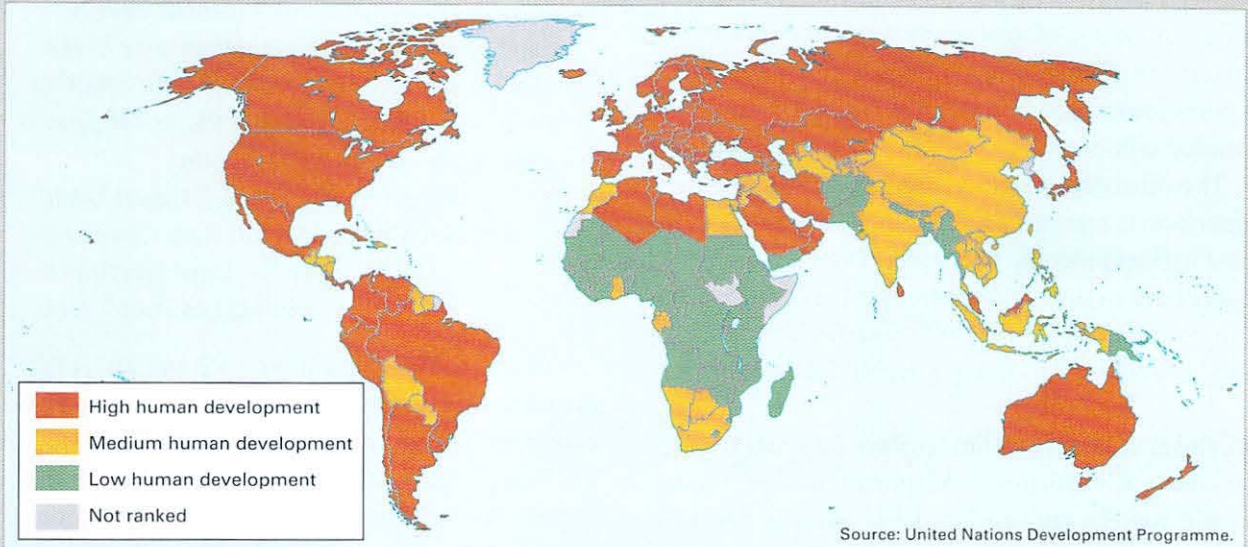 High human development
Medium human development
Low human development
Not ranked
Source: United Nations Development Programme.